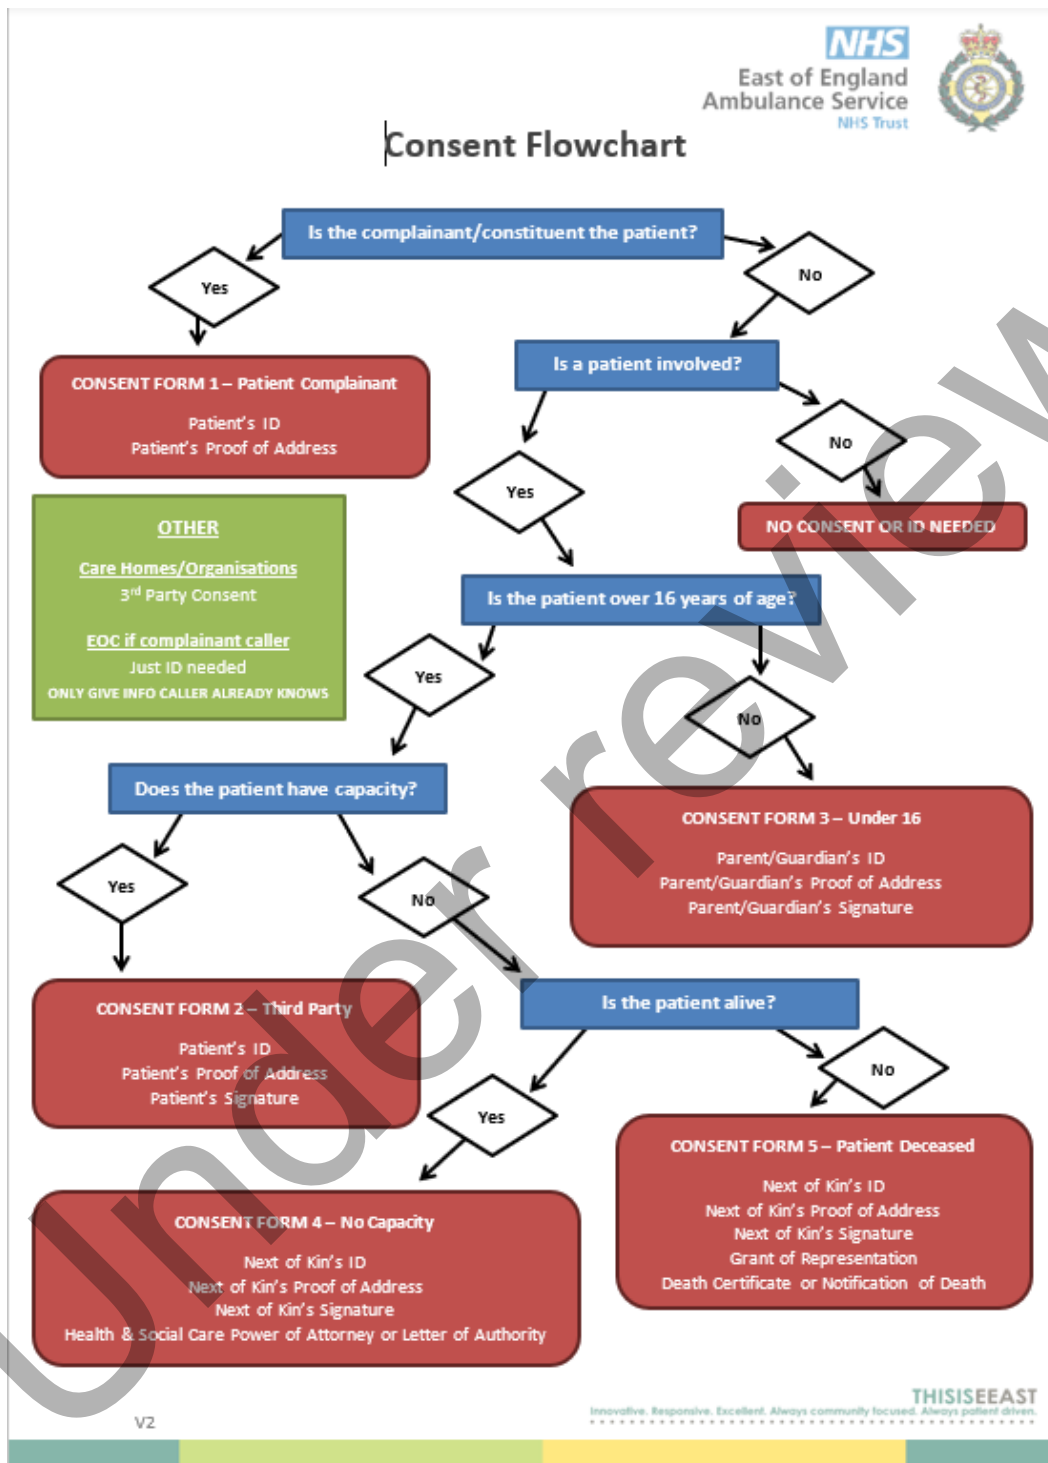 NHS
East of England
Ambulance Service
NHS Trust
Consent Flowchart
Is the complainant/constituent the patient?
Yes
No
Is a patient involved?
CONSENT FORM 1 – Patient Complainant
Patient's ID
Patient's Proof of Address
No
Yes
NO CONSENT OR ID NEEDED
OTHER
Care Homes/Organisations
3rd Party Consent
EOC if complainant caller
Just ID needed
ONLY GIVE INFO CALLER ALREADY KNOWS
Is the patient over 16 years of age?
Yes
No
Does the patient have capacity?
CONSENT FORM 3 – Under 16
Parent/Guardian's ID
Parent/Guardian's Proof of Address
Parent/Guardian's Signature
Yes
No
CONSENT FORM 2 – Third Party
Patient's ID
Patient's Proof of Address
Patient's Signature
Is the patient alive?
Yes
No
CONSENT FORM 4 – No Capacity
Next of Kin's ID
Next of Kin's Proof of Address
Next of Kin's Signature
Health & Social Care Power of Attorney or Letter of Authority
CONSENT FORM 5 – Patient Deceased
Next of Kin's ID
Next of Kin's Proof of Address
Next of Kin's Signature
Grant of Representation
Death Certificate or Notification of Death
Under review
V2
THISISEEAST
Innovative. Responsive. Excellent. Always community focused. Always patient driven.